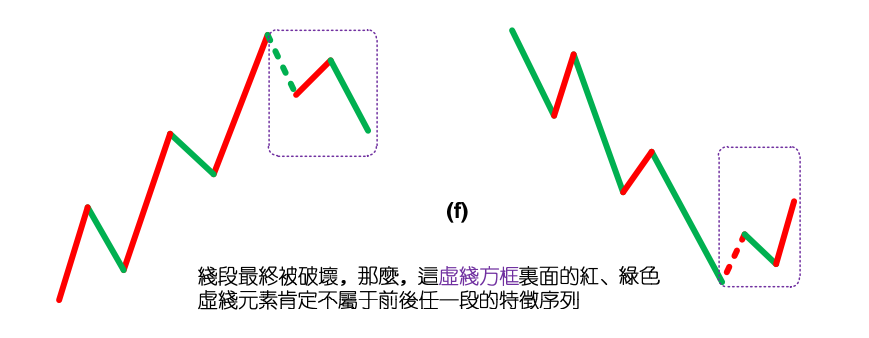 (f)
綫段最終被破壞，那麼，這虛綫方框裏面的紅、綠色
虛綫元素肯定不屬于前後任一段的特徵序列